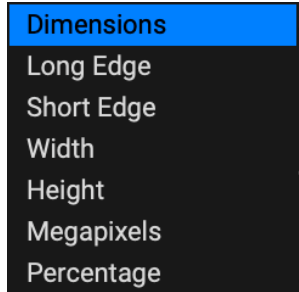 Dimensions
Long Edge
Short Edge
Width
Height
Megapixels
Percentage